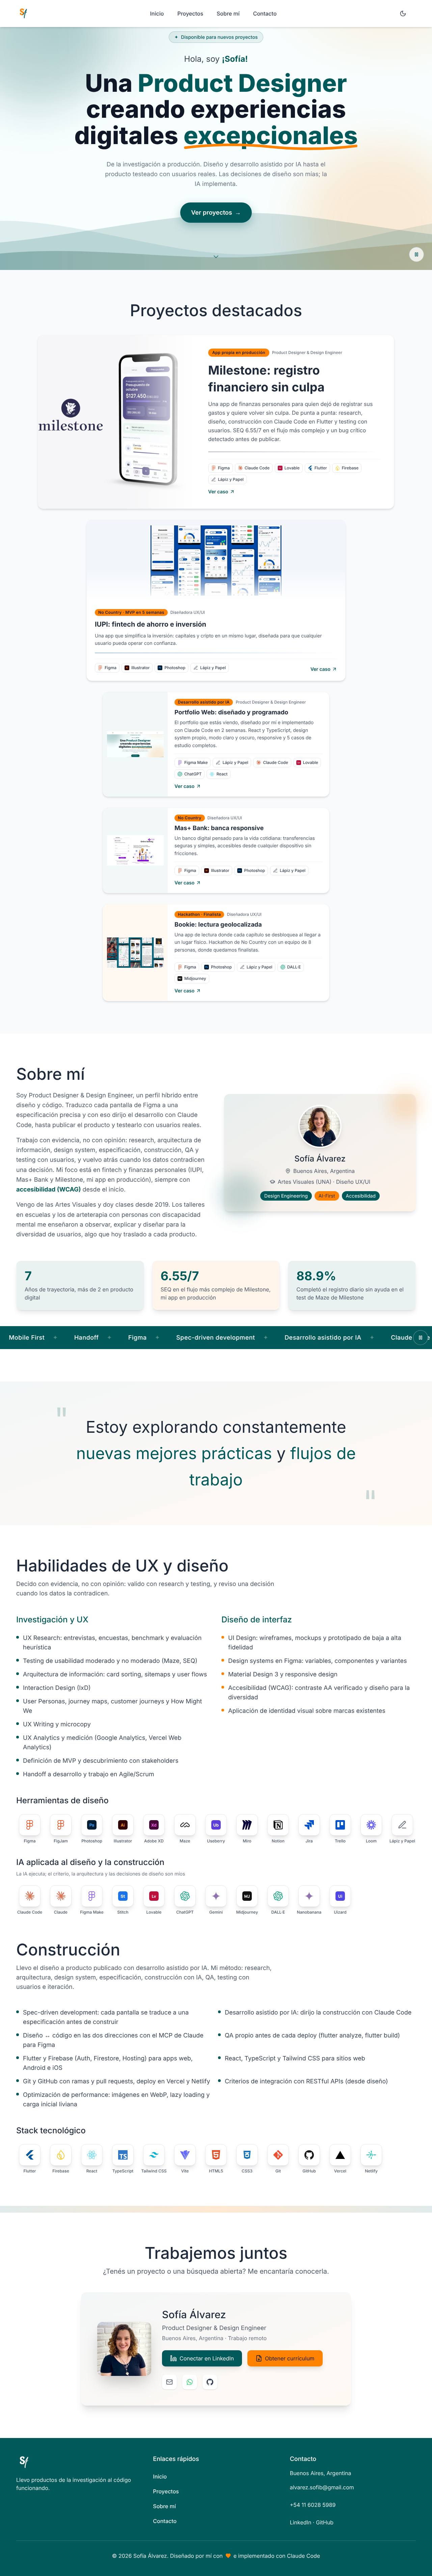 Inicio
Proyectos
Sobre mí
Contacto
Disponible para nuevos proyectos
Hola, soy ¡Sofía!
Una Product Designer
creando experiencias
digitales excepcionales
De la investigación a producción. Diseño y desarrollo asistido por IA hasta el
producto testeado con usuarios reales. Las decisiones de diseño son mías; la
IA implementa.
Ver proyectos →
Proyectos destacados
milestone
App propia en producción
Product Designer & Design Engineer
Milestone: registro
financiero sin culpa
Una app de finanzas personales para quien dejó de registrar sus
gastos y quiere volver sin culpa. De punta a punta: research,
diseño, construcción con Claude Code en Flutter y testing con
usuarios. SEQ 6.55/7 en el flujo más complejo y un bug crítico
detectado antes de publicar.
Figma
Claude Code
Lovable
Flutter
Firebase
Lápiz y Papel
Ver caso ↗
No Country · MVP en 5 semanas
Diseñadora UX/UI
IUPI: fintech de ahorro e inversión
Una app que simplifica la inversión: capitales y cripto en un mismo lugar, diseñada para que cualquier
usuario pueda operar con confianza.
Figma
Illustrator
Photoshop
Lápiz y Papel
Ver caso ↗
Desarrollo asistido por IA
Product Designer & Design Engineer
Portfolio Web: diseñado y programado
El portfolio que estás viendo, diseñado por mí e implementado
con Claude Code en 2 semanas. React y TypeScript, design
system propio, modo claro y oscuro, responsive y 5 casos de
estudio completos.
Figma Make
Lápiz y Papel
Claude Code
Lovable
ChatGPT
React
Ver caso ↗
No Country
Diseñadora UX/UI
Mas+ Bank: banca responsive
Un banco digital pensado para la vida cotidiana: transferencias
seguras y simples, accesibles desde cualquier dispositivo sin
fricciones.
Figma
Illustrator
Photoshop
Lápiz y Papel
Ver caso ↗
Hackathon · Finalista
Diseñadora UX/UI
Bookie: lectura geolocalizada
Una app de lectura donde cada capítulo se desbloquea al llegar a
un lugar físico. Hackathon de No Country con un equipo de 8
personas, donde quedamos finalistas.
Figma
Photoshop
Lápiz y Papel
DALL·E
Midjourney
Ver caso ↗
Sobre mí
Soy Product Designer & Design Engineer, un perfil híbrido entre
diseño y código. Traduzco cada pantalla de Figma a una
especificación precisa y con eso dirijo el desarrollo con Claude
Code, hasta publicar el producto y testearlo con usuarios reales.
Trabajo con evidencia, no con opinión: research, arquitectura de
información, design system, especificación, construcción, QA y
testing con usuarios, y vuelvo atrás cuando los datos contradicen
una decisión. Mi foco está en fintech y finanzas personales (IUPI,
Mas+ Bank y Milestone, mi app en producción), siempre con
accesibilidad (WCAG) desde el inicio.
Vengo de las Artes Visuales y doy clases desde 2019. Los talleres
en escuelas y los de arteterapia para personas con discapacidad
mental me enseñaron a observar, explicar y diseñar para la
diversidad de usuarios, algo que hoy traslado a cada producto.
Sofía Álvarez
Buenos Aires, Argentina
Artes Visuales (UNA) · Diseño UX/UI
Design Engineering
AI-First
Accesibilidad
7
Años de trayectoria, más de 2 en producto
digital
6.55/7
SEQ en el flujo más complejo de Milestone,
mi app en producción
88.9%
Completó el registro diario sin ayuda en el
test de Maze de Milestone
Mobile First + Handoff + Figma + Spec-driven development + Desarrollo asistido por IA + Claude
Estoy explorando constantemente
nuevas mejores prácticas y flujos de
trabajo
Habilidades de UX y diseño
Decido con evidencia, no con opinión: valido con research y testing, y vuelvo una decisión
cuando los datos la contradicen.
Investigación y UX
UX Research: entrevistas, encuestas, benchmark y evaluación
heurística
Testing de usabilidad moderado y no moderado (Maze, SEQ)
Arquitectura de información: card sorting, sitemaps y user flows
Interaction Design (IxD)
User Personas, journey maps, customer journeys y How Might
We
UX Writing y microcopy
UX Analytics y medición (Google Analytics, Vercel Web
Analytics)
Definición de MVP y descubrimiento con stakeholders
Handoff a desarrollo y trabajo en Agile/Scrum
Diseño de interfaz
UI Design: wireframes, mockups y prototipado de baja a alta
fidelidad
Design systems en Figma: variables, componentes y variantes
Material Design 3 y responsive design
Accesibilidad (WCAG): contraste AA verificado y diseño para la
diversidad
Aplicación de identidad visual sobre marcas existentes
Herramientas de diseño
Figma
FigJam
Photoshop
Illustrator
Adobe XD
Maze
Useberry
Miro
Notion
Jira
Trello
Loom
Lápiz y Papel
IA aplicada al diseño y la construcción
La IA ejecuta; el criterio, la arquitectura y las decisiones de diseño son míos
Claude Code
Claude
Figma Make
Stitch
Lovable
ChatGPT
Gemini
Midjourney
DALL·E
Nanobanana
Uizard
Construcción
Llevo el diseño a producto publicado con desarrollo asistido por IA. Mi método: research,
arquitectura, design system, especificación, construcción con IA, QA, testing con
usuarios e iteración.
Spec-driven development: cada pantalla se traduce a una
especificación antes de construir
Diseño ↔ código en las dos direcciones con el MCP de Claude
para Figma
Flutter y Firebase (Auth, Firestore, Hosting) para apps web,
Android e iOS
Git y GitHub con ramas y pull requests, deploy en Vercel y Netlify
Optimización de performance: imágenes en WebP, lazy loading y
carga inicial liviana
Desarrollo asistido por IA: dirijo la construcción con Claude Code
QA propio antes de cada deploy (flutter analyze, flutter build)
React, TypeScript y Tailwind CSS para sitios web
Criterios de integración con RESTful APIs (desde diseño)
Stack tecnológico
Flutter
Firebase
React
TypeScript
Tailwind CSS
Vite
HTML5
CSS3
Git
GitHub
Vercel
Netlify
Trabajemos juntos
¿Tenés un proyecto o una búsqueda abierta? Me encantaría conocerla.
Sofía Álvarez
Product Designer & Design Engineer
Buenos Aires, Argentina · Trabajo remoto
Conectar en LinkedIn
Obtener currículum
Llevo productos de la investigación al código
funcionando.
Enlaces rápidos
Inicio
Proyectos
Sobre mí
Contacto
Contacto
Buenos Aires, Argentina
alvarez.sofib@gmail.com
+54 11 6028 5989
LinkedIn · GitHub
© 2026 Sofía Álvarez. Diseñado por mí con 🧡 e implementado con Claude Code